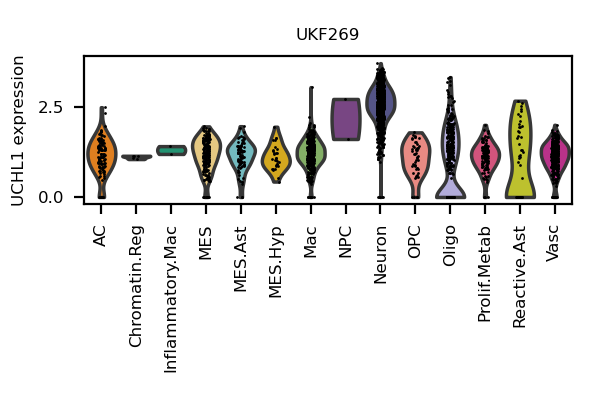 UKF269
UCHL1 expression
2.5
0.0
AC
Chromatin.Reg
Inflammatory.Mac
MES
MES.Ast
MES.Hyp
Mac
NPC
Neuron
OPC
Oligo
Prolif.Metab
Reactive.Ast
Vasc